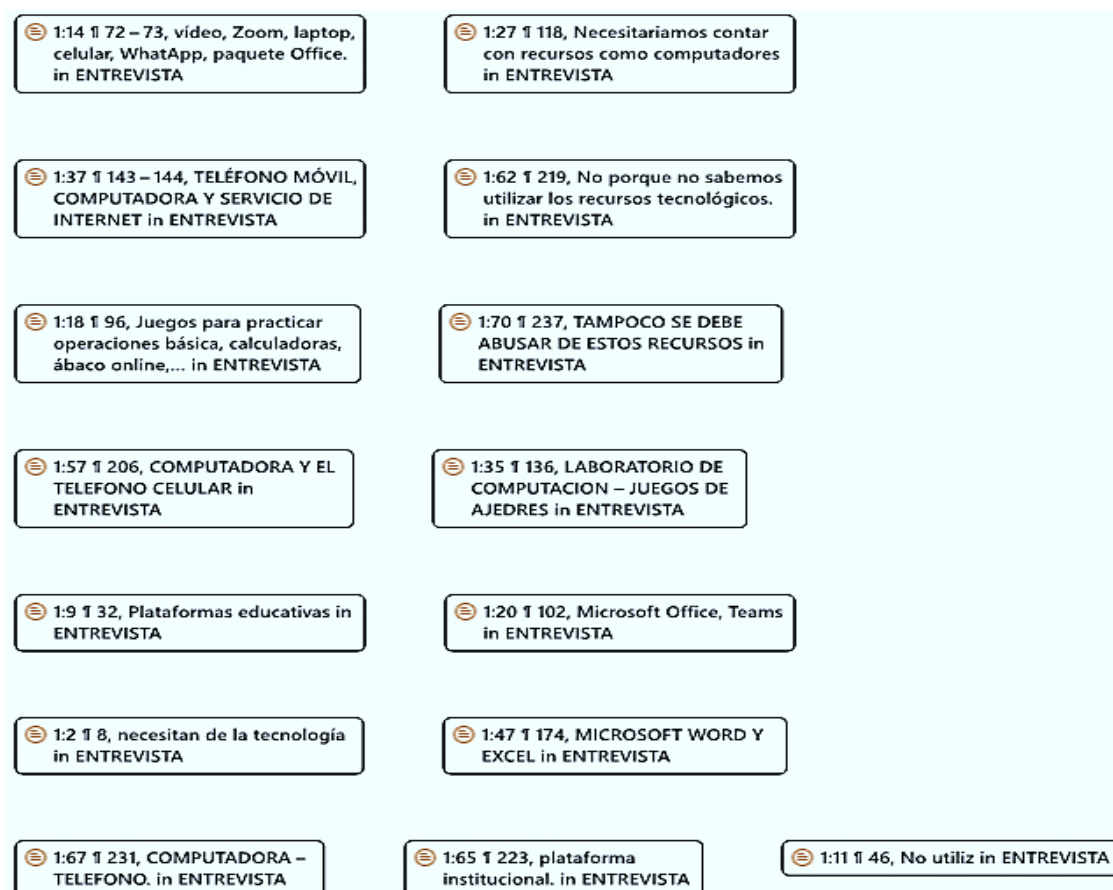 1:14 ¶ 72 – 73, vídeo, Zoom, laptop,
celular, WhatApp, paquete Office.
in ENTREVISTA
1:27 ¶ 118, Necesitariamos contar
con recursos como computadores
in ENTREVISTA
1:37 ¶ 143 – 144, TELÉFONO MÓVIL,
COMPUTADORA Y SERVICIO DE
INTERNET in ENTREVISTA
1:62 ¶ 219, No porque no sabemos
utilizar los recursos tecnológicos.
in ENTREVISTA
1:18 ¶ 96, Juegos para practicar
operaciones básica, calculadoras,
ábaco online,... in ENTREVISTA
1:70 ¶ 237, TAMPOCO SE DEBE
ABUSAR DE ESTOS RECURSOS in
ENTREVISTA
1:57 ¶ 206, COMPUTADORA Y EL
TELEFONO CELULAR in
ENTREVISTA
1:35 ¶ 136, LABORATORIO DE
COMPUTACION – JUEGOS DE
AJEDRES in ENTREVISTA
1:9 ¶ 32, Plataformas educativas in
ENTREVISTA
1:20 ¶ 102, Microsoft Office, Teams
in ENTREVISTA
1:2 ¶ 8, necesitan de la tecnología
in ENTREVISTA
1:47 ¶ 174, MICROSOFT WORD Y
EXCEL in ENTREVISTA
1:67 ¶ 231, COMPUTADORA –
TELEFONO. in ENTREVISTA
1:65 ¶ 223, plataforma
institucional. in ENTREVISTA
1:11 ¶ 46, No utiliz in ENTREVISTA